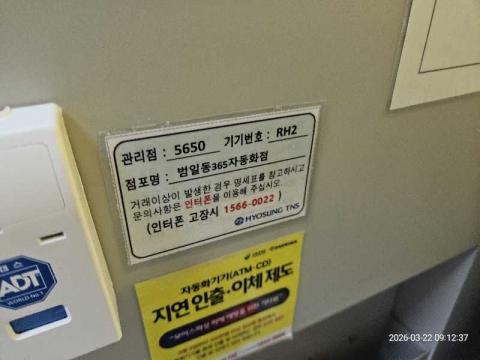 관리점 : 5650 기기번호 : RH2
점포명 : 범일동365자동화점
거래이상이 발생한 경우 명세표를 참고하시고
문의사항은 인터폰을 이용해 주십시오.
(인터폰 고장시 1566-0022 )
HYOSUNG TNS
ADT
WORLD No.1
자동화기기(ATM·CD)
지연 인출·이체 제도
2026-03-22 09:12:37